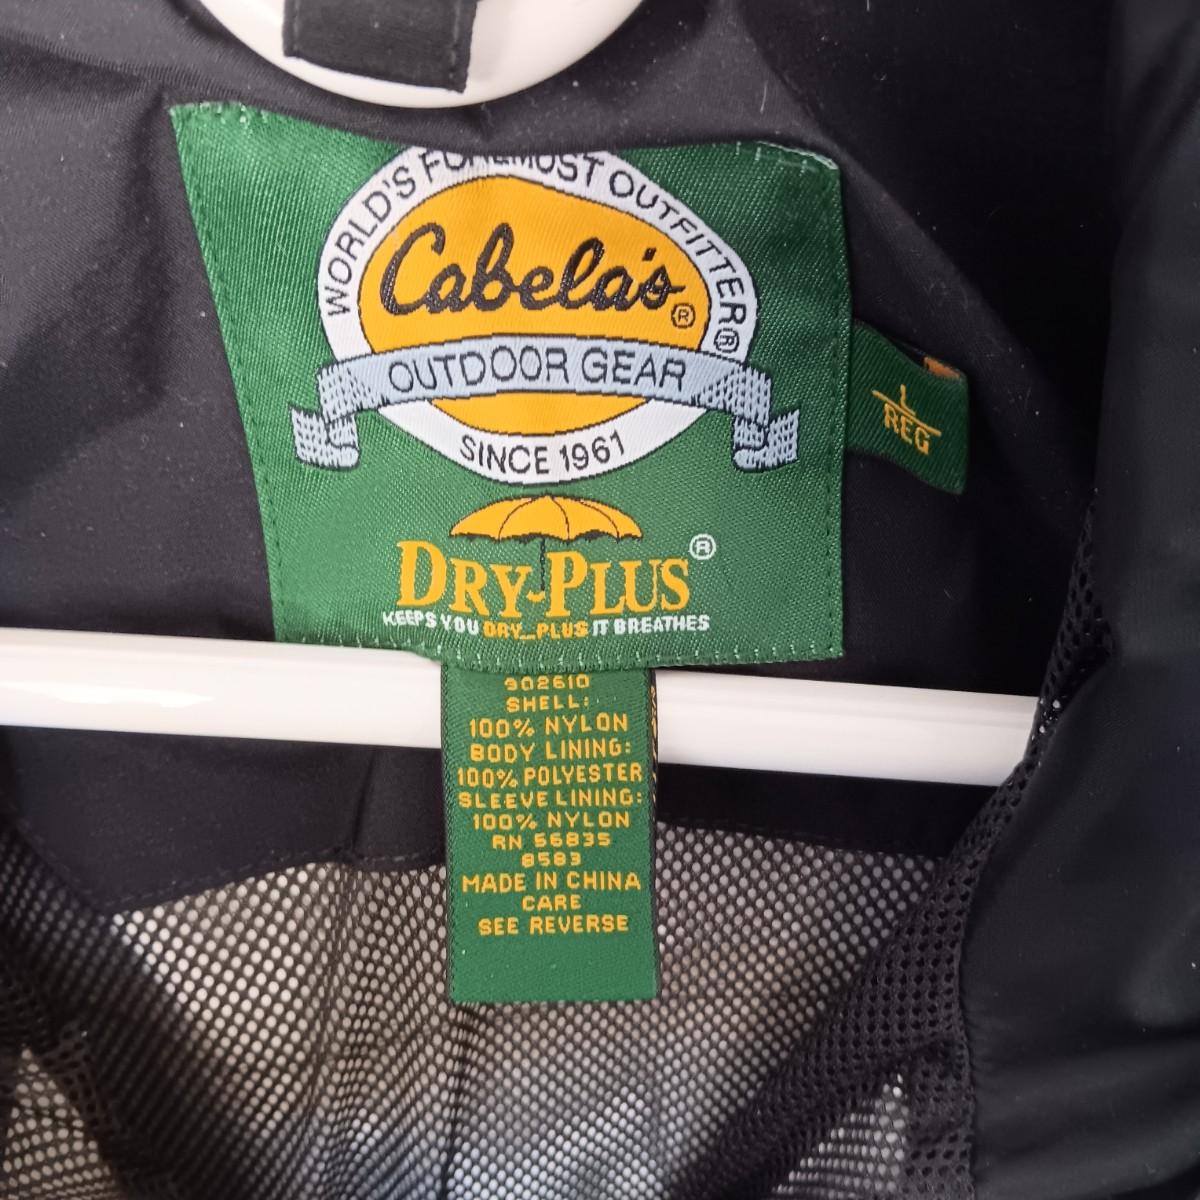 WORLD'S FOREMOST OUTFITTER®
Cabela's®
OUTDOOR GEAR
SINCE 1961
DRY-PLUS®
KEEPS YOU DRY_PLUS IT BREATHES
L
REG
902610
SHELL:
100% NYLON
BODY LINING:
100% POLYESTER
SLEEVE LINING:
100% NYLON
RN 56835
8583
MADE IN CHINA
CARE
SEE REVERSE